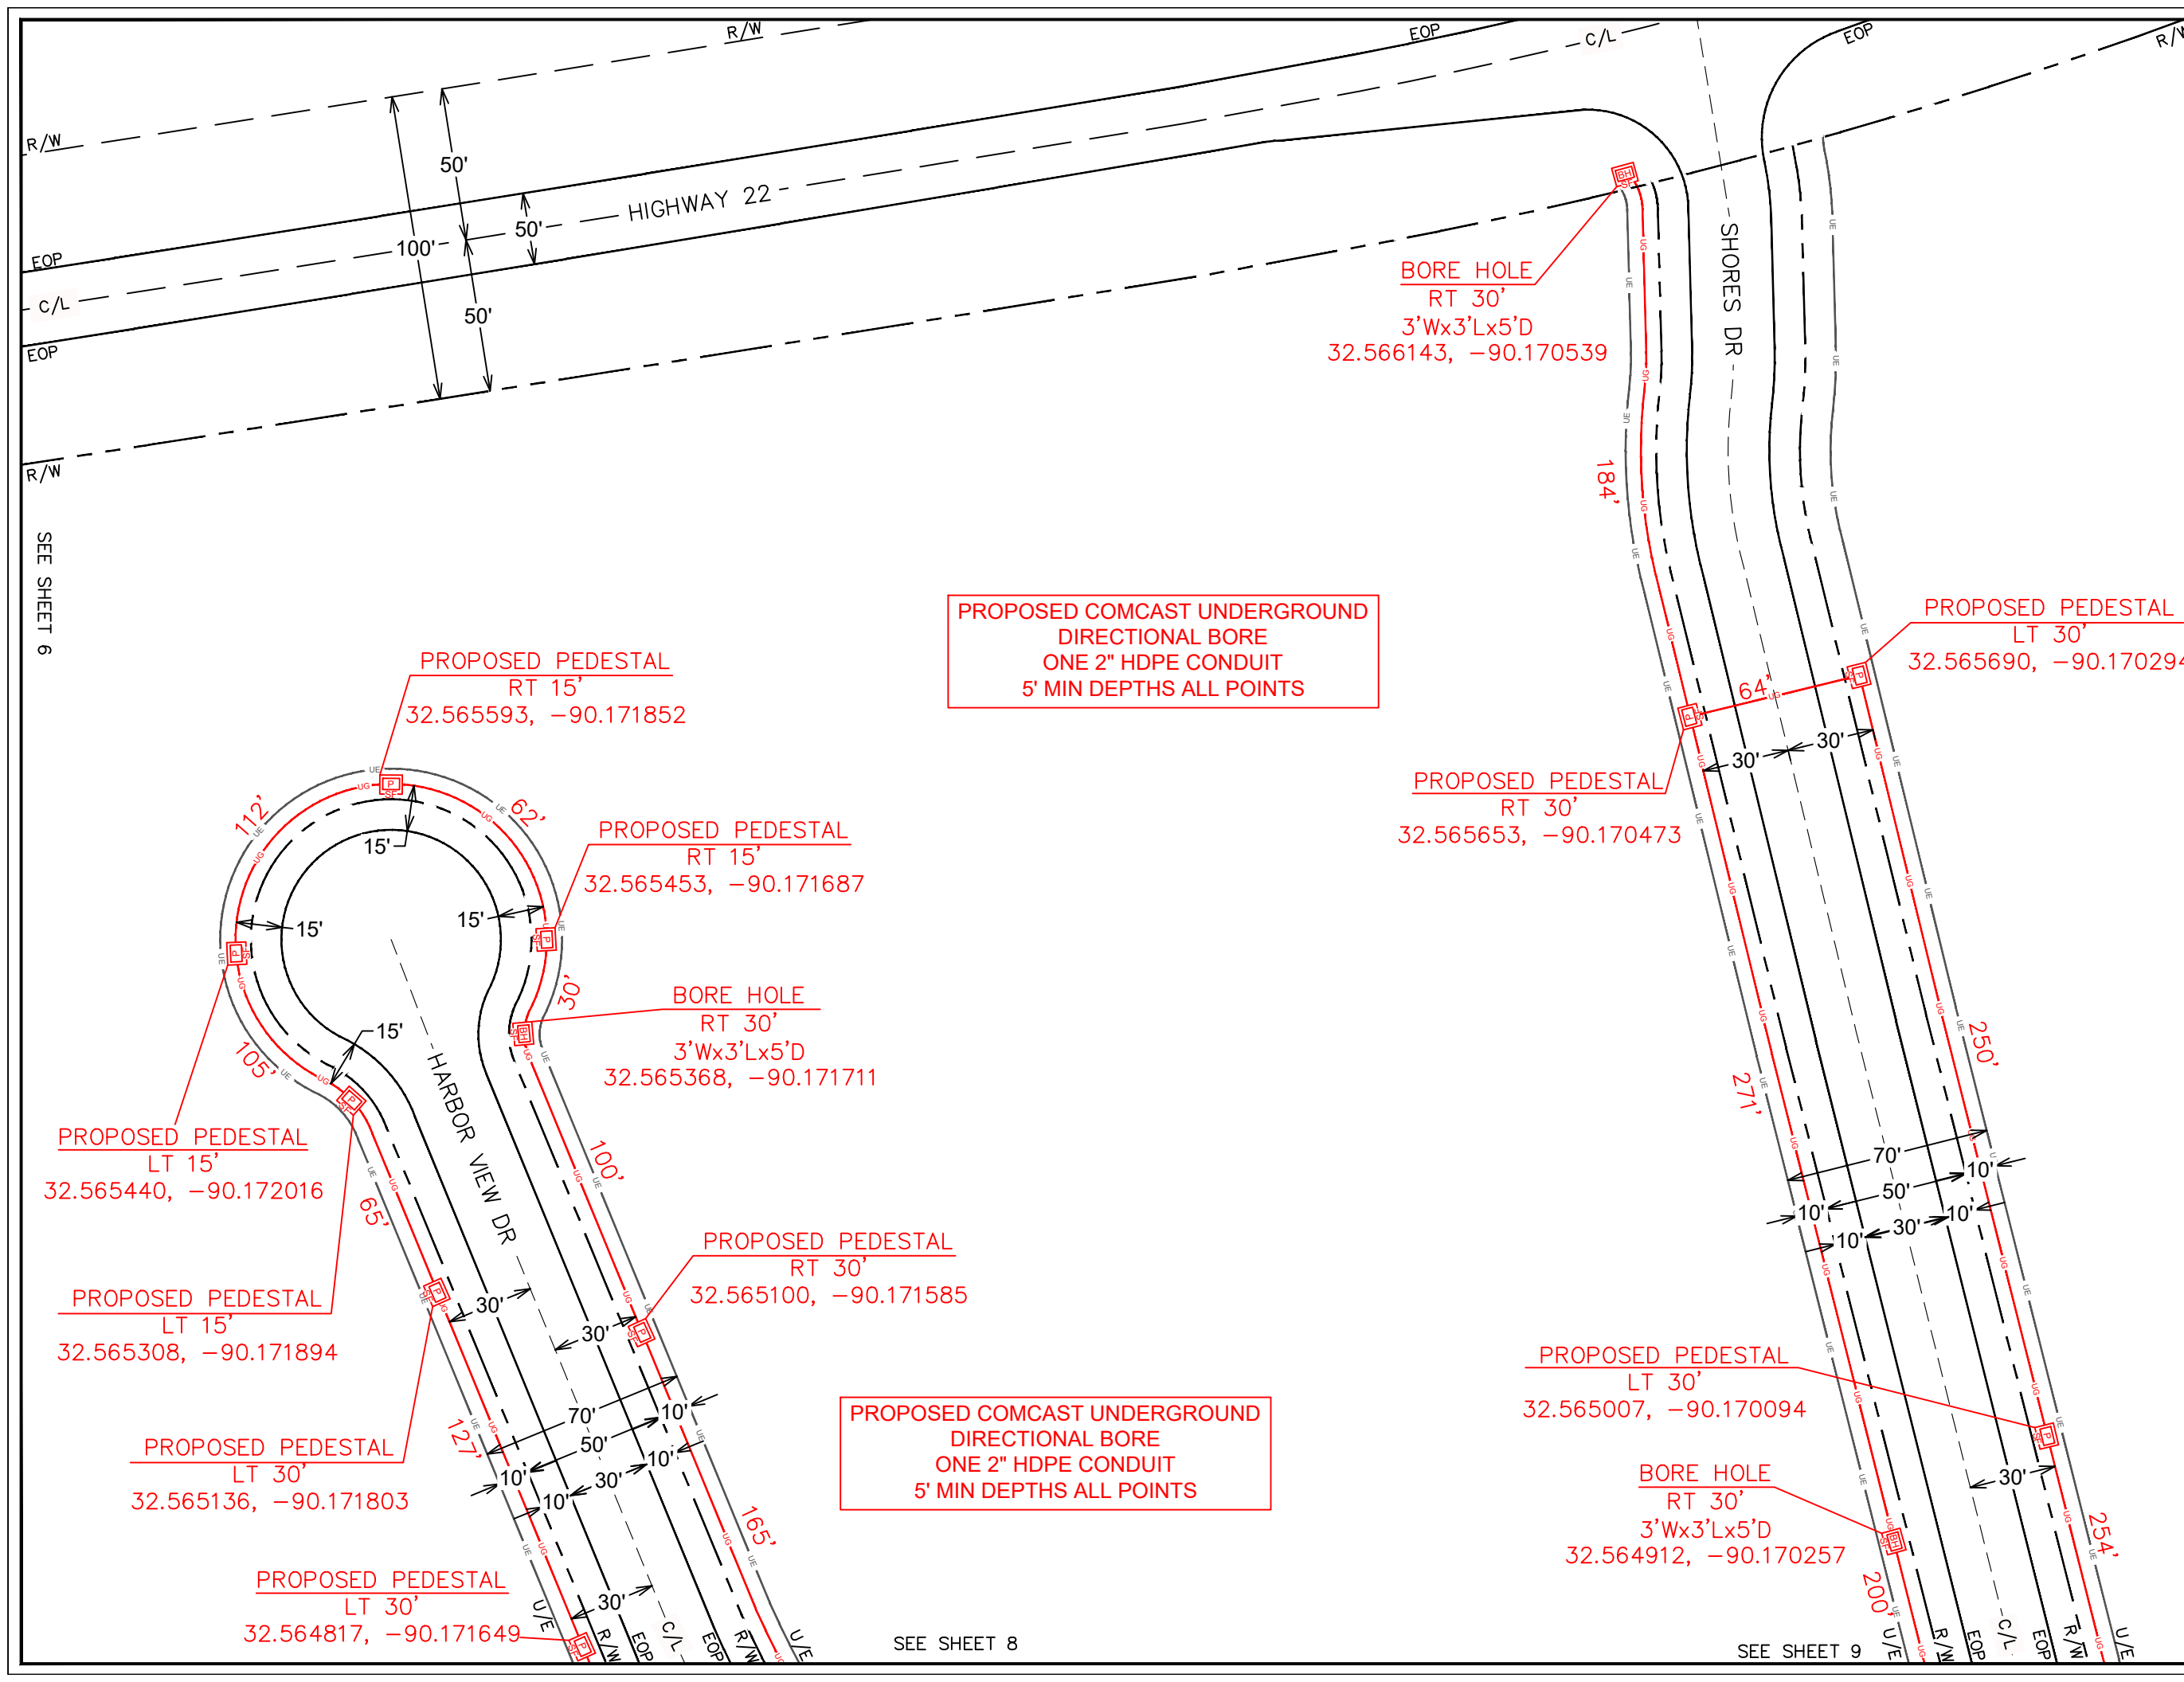 R/W
EOP
C/L
EOP
R/W
R/W
50'
100'
50'
50'
HIGHWAY 22
EOP
C/L
EOP
R/W
EOP
C/L
R/W
SEE SHEET 6
SHORES DR
BORE HOLE
RT 30'
3'Wx3'Lx5'D
32.566143, -90.170539
184'
PROPOSED COMCAST UNDERGROUND
DIRECTIONAL BORE
ONE 2" HDPE CONDUIT
5' MIN DEPTHS ALL POINTS
PROPOSED PEDESTAL
LT 30'
32.565690, -90.170294
64'
30'
30'
PROPOSED PEDESTAL
RT 30'
32.565653, -90.170473
PROPOSED PEDESTAL
RT 15'
32.565593, -90.171852
112'
62'
15'
PROPOSED PEDESTAL
RT 15'
32.565453, -90.171687
15'
15'
30'
BORE HOLE
RT 30'
3'Wx3'Lx5'D
32.565368, -90.171711
15'
105'
HARBOR VIEW DR
PROPOSED PEDESTAL
LT 15'
32.565440, -90.172016
65'
100'
PROPOSED PEDESTAL
RT 30'
32.565100, -90.171585
PROPOSED PEDESTAL
LT 15'
32.565308, -90.171894
30'
30'
271'
250'
70'
50'
10'
10'
10'
10'
30'
PROPOSED PEDESTAL
LT 30'
32.565007, -90.170094
30'
PROPOSED COMCAST UNDERGROUND
DIRECTIONAL BORE
ONE 2" HDPE CONDUIT
5' MIN DEPTHS ALL POINTS
70'
50'
10'
10'
10'
10'
30'
127'
165'
PROPOSED PEDESTAL
LT 30'
32.565136, -90.171803
BORE HOLE
RT 30'
3'Wx3'Lx5'D
32.564912, -90.170257
254'
200'
PROPOSED PEDESTAL
LT 30'
32.564817, -90.171649
30'
U/E
R/W
EOP
C/L
EOP
R/W
U/E
SEE SHEET 8
SEE SHEET 9
U/E
R/W
EOP
C/L
EOP
R/W
U/E